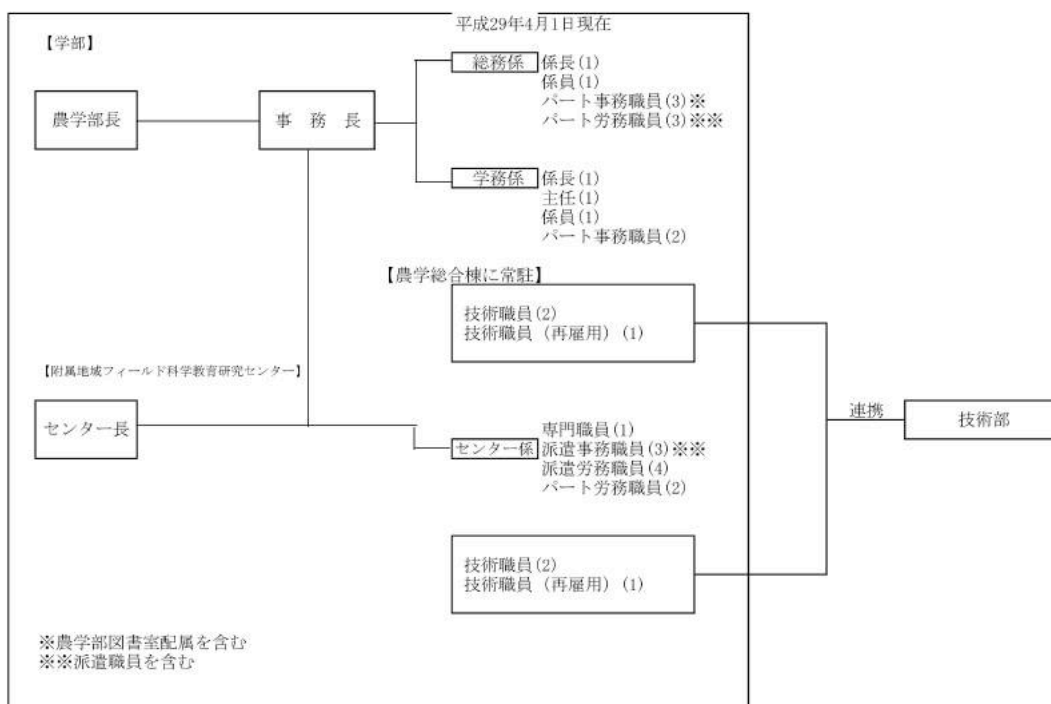 平成29年4月1日現在
【学部】
総務係 係長(1)
係員(1)
パート事務職員(3)※
パート労務職員(3)※※
農学部長
事 務 長
学務係 係長(1)
主任(1)
係員(1)
パート事務職員(2)
【農学総合棟に常駐】
技術職員(2)
技術職員（再雇用）(1)
【附属地域フィールド科学教育研究センター】
センター長
連携
技術部
専門職員(1)
センター係 派遣事務職員(3)※※
派遣労務職員(4)
パート労務職員(2)
技術職員(2)
技術職員（再雇用）(1)
※農学部図書室配属を含む
※※派遣職員を含む